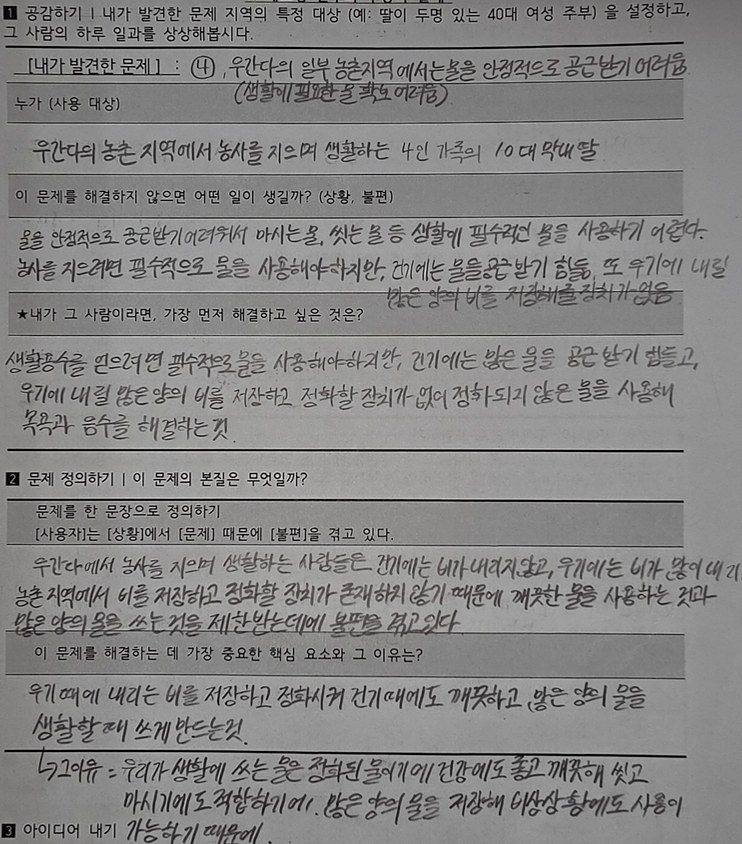 1 공감하기 | 내가 발견한 문제 지역의 특정 대상 (예: 딸이 두명 있는 40대 여성 주부) 을 설정하고,
그 사람의 하루 일과를 상상해봅시다.
[내가 발견한 문제] : ④, 우간다의 일부 농촌지역에서는 물을 안정적으로 공근받기 어려움
(생활에 필요한 물 확보 어려움)
누가 (사용 대상)
우간다의 농촌 지역에서 농사를 지으며 생활하는 4인 가족의 10대 막내 딸
이 문제를 해결하지 않으면 어떤 일이 생길까? (상황, 불편)
물을 안정적으로 공근받기 어려워서 마시는 물, 씻는 물 등 생활에 필수적인 물을 사용하기 어렵다.
농사를 지으려면 필수적으로 물을 사용해야 하지만, 건기에는 물을 공근 받기 힘듦, 또 우기에 내릴
많은 양의 비를 저장해둘 장치가 없음
★내가 그 사람이라면, 가장 먼저 해결하고 싶은 것은?
생활용수를 얻으려면 필수적으로 물을 사용해야 하지만, 건기에는 많은 물을 공근 받기 힘들고,
우기에 내릴 많은 양의 비를 저장하고 정화할 장치가 없어 정화되지 않은 물을 사용해
목욕과 음수를 해결하는 것.
2 문제 정의하기 | 이 문제의 본질은 무엇일까?
문제를 한 문장으로 정의하기
[사용자]는 [상황]에서 [문제] 때문에 [불편]을 겪고 있다.
우간다에서 농사를 지으며 생활하는 사람들은 건기에는 비가 내리지 않고, 우기에는 비가 많이 내리
농촌 지역에서 비를 저장하고 정화할 장치가 존재하지 않기 때문에 깨끗한 물을 사용하는 것과
많은 양의 물을 쓰는 것을 제한받는데에 불편을 겪고 있다
이 문제를 해결하는 데 가장 중요한 핵심 요소와 그 이유는?
우기 때에 내리는 비를 저장하고 정화시켜 건기 때에도 깨끗하고, 많은 양의 물을
생활할 때 쓰게 만드는 것.
↳그이유 = 우리가 생활에 쓰는 물은 정화된 물이기에 건강에도 좋고 깨끗해 씻고
마시기에도 적합하기에. 많은 양의 물을 저장해 비상상황에도 사용이
가능하기 때문에.
3 아이디어 내기